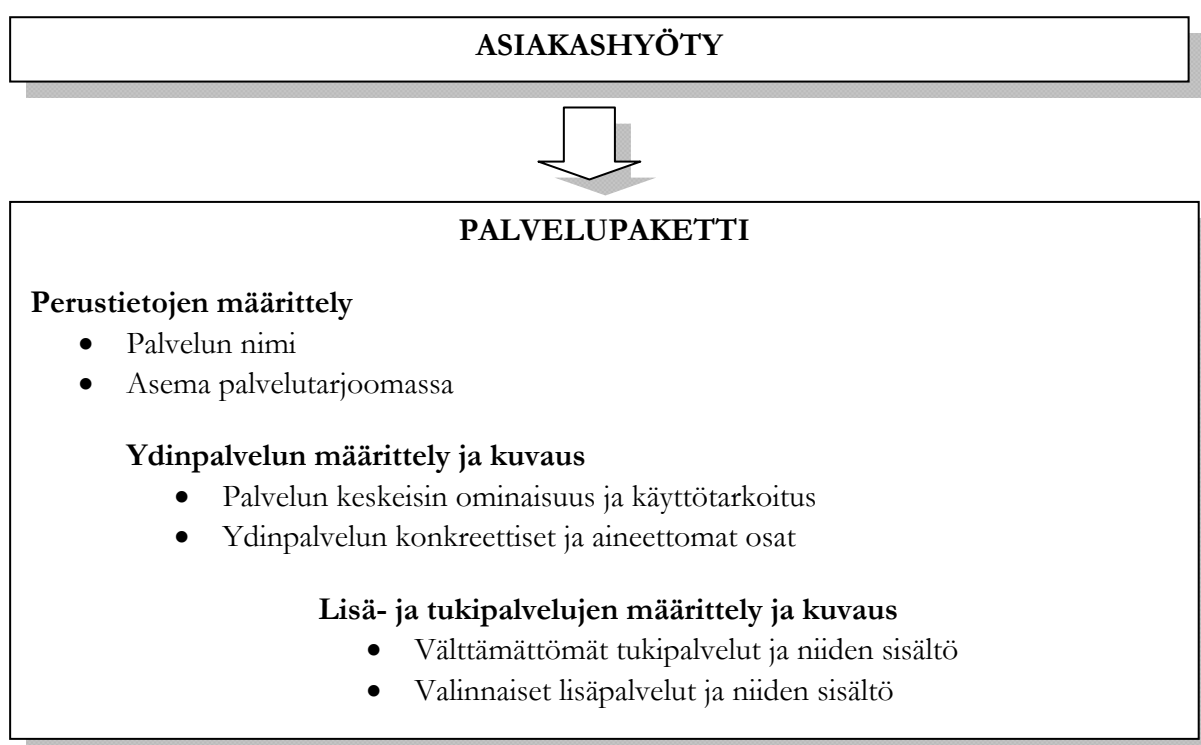 ASIAKASHYÖTY
PALVELUPAKETTI
Perustietojen määrittely
• Palvelun nimi
• Asema palvelutarjoomassa
Ydinpalvelun määrittely ja kuvaus
• Palvelun keskeisin ominaisuus ja käyttötarkoitus
• Ydinpalvelun konkreettiset ja aineettomat osat
Lisä- ja tukipalvelujen määrittely ja kuvaus
• Välttämättömät tukipalvelut ja niiden sisältö
• Valinnaiset lisäpalvelut ja niiden sisältö